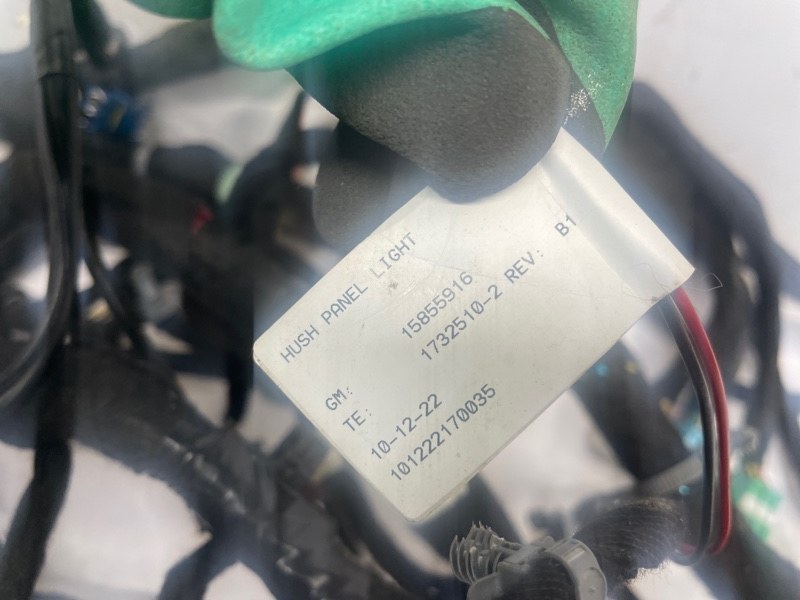 HUSH PANEL LIGHT
GM: 15855916
TE: 1732510-2 REV: B1
10-12-22
101222170035